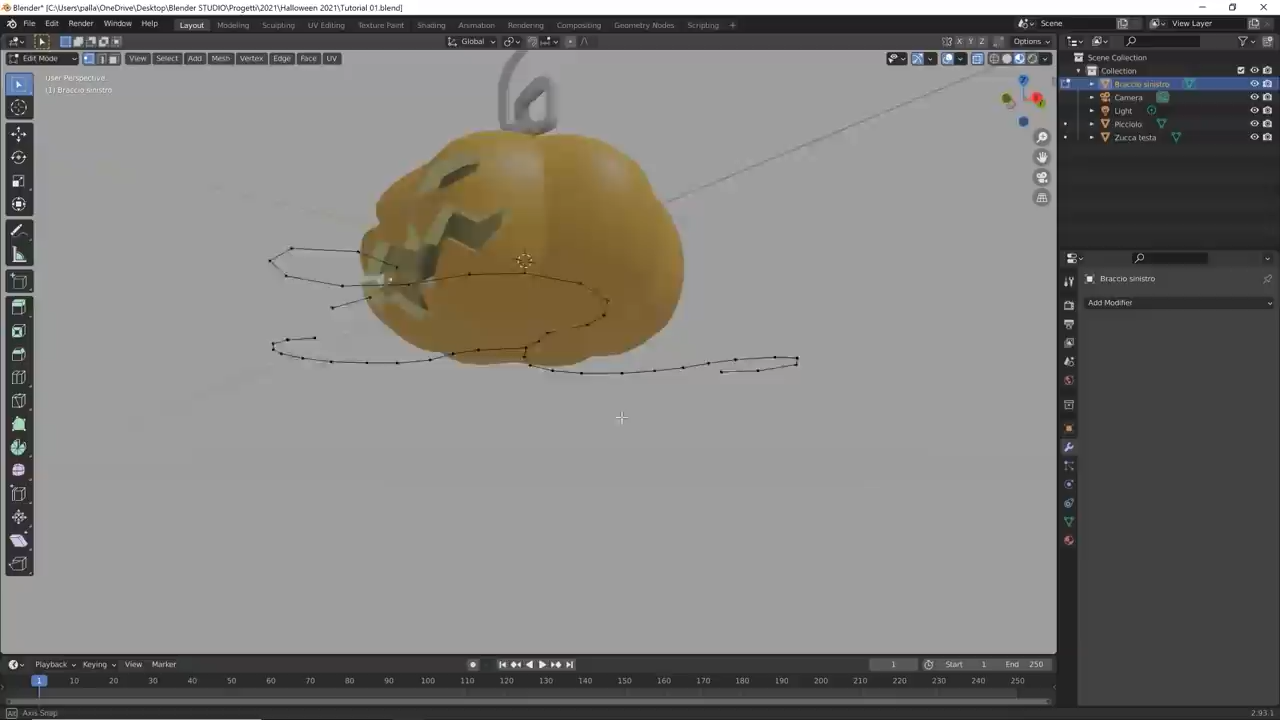 Blender* [C:\Users\palla\OneDrive\Desktop\Blender STUDIO\Progetti\2021\Halloween 2021\Tutorial 01.blend]
File Edit Render Window Help Layout Modeling Sculpting UV Editing Texture Paint Shading Animation Rendering Compositing Geometry Nodes Scripting + Scene View Layer
Global Options
Edit Mode View Select Add Mesh Vertex Edge Face UV X Y Z
User Perspective
(1) Braccio sinistro
Scene Collection
Collection
Braccio sinistro
Camera
Light
Picciolo
Zucca testa
Braccio sinistro
Add Modifier
Playback Keying View Marker 1 Start 1 End 250
1 10 20 30 40 50 60 70 80 90 100 110 120 130 140 150 160 170 180 190 200 210 220 230 240 250
Axis Snap 2.93.1